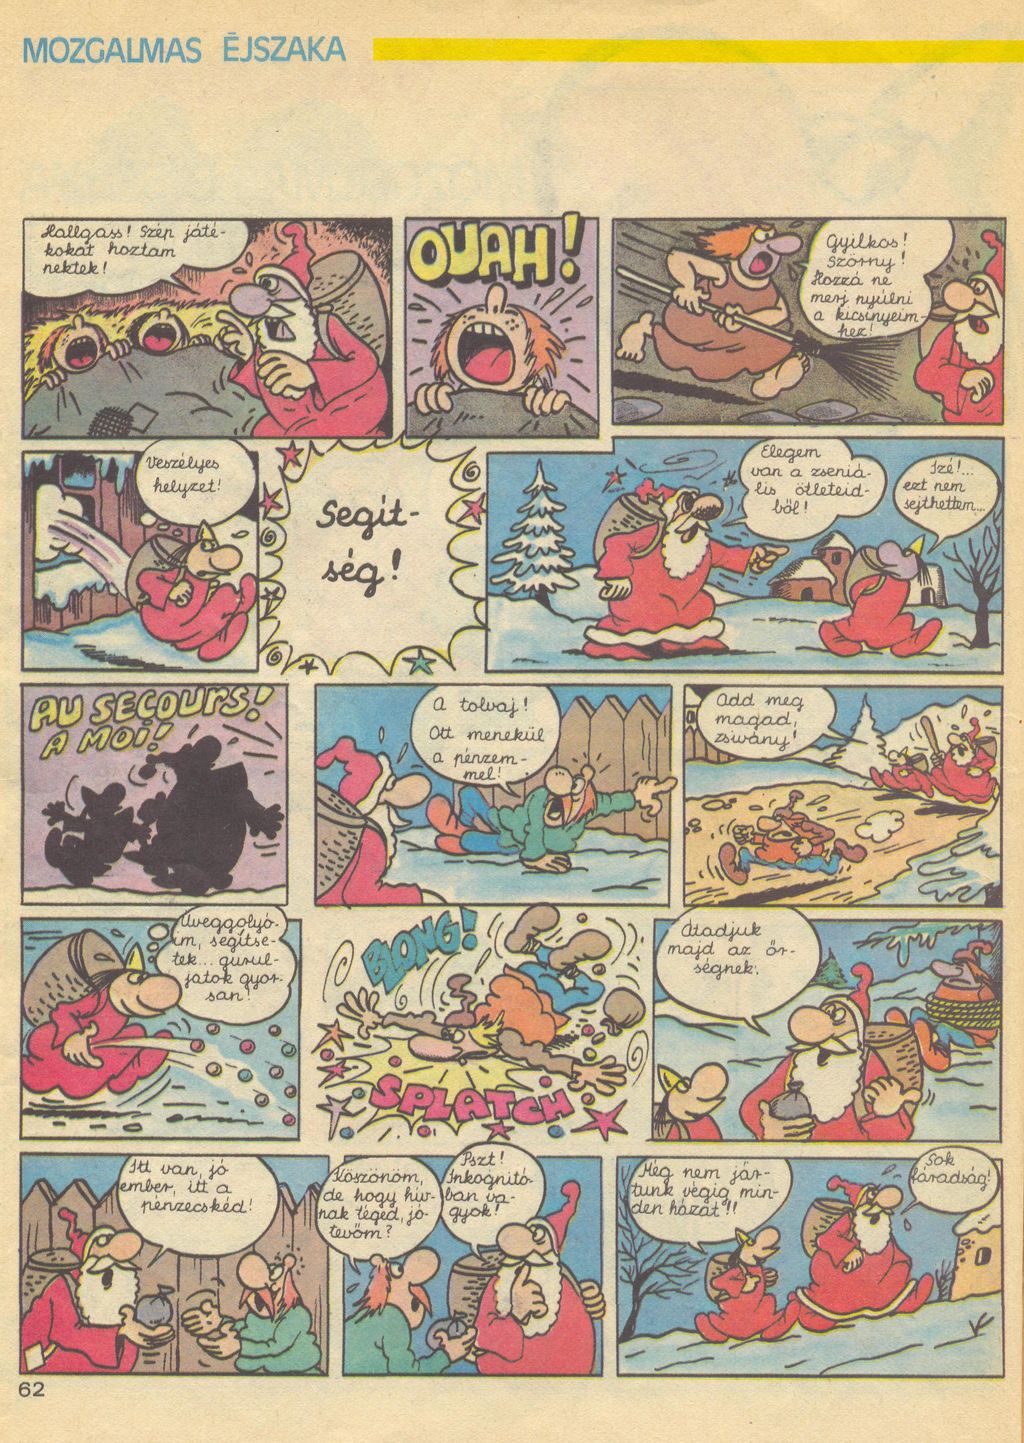 MOZGALMAS ÉJSZAKA
Hallgass! Szép játé-
kokat hoztam
nektek!
OUAH!
Gyilkos!
Szörny!
Hozzá ne
merj nyúlni
a kicsinyeim-
hez!
Veszélyes
helyzet!
Segít-
ség!
Elegem
van a zseniá-
lis ötleteid-
ből!
Izé!...
ezt nem
sejthettem...
AU SECOURS!
A MOI!
A tolvaj!
Ott menekül
a pénzem-
mel!
Add meg
magad,
zsivány!
Üveggolyó-
im, segítse-
tek... gurul-
jatok gyor-
san!
BLONG!
SPLATCH
Átadjuk
majd az őr-
ségnek.
Itt van, jó
ember, itt a
pénzecskéd!
Köszönöm,
de hogy hív-
nak téged, jó-
tevőm?
Pszt!
Inkognitó-
ban va-
gyok!
Még nem jár-
tunk végig min-
den házat!!
Sok
fáradság!
62